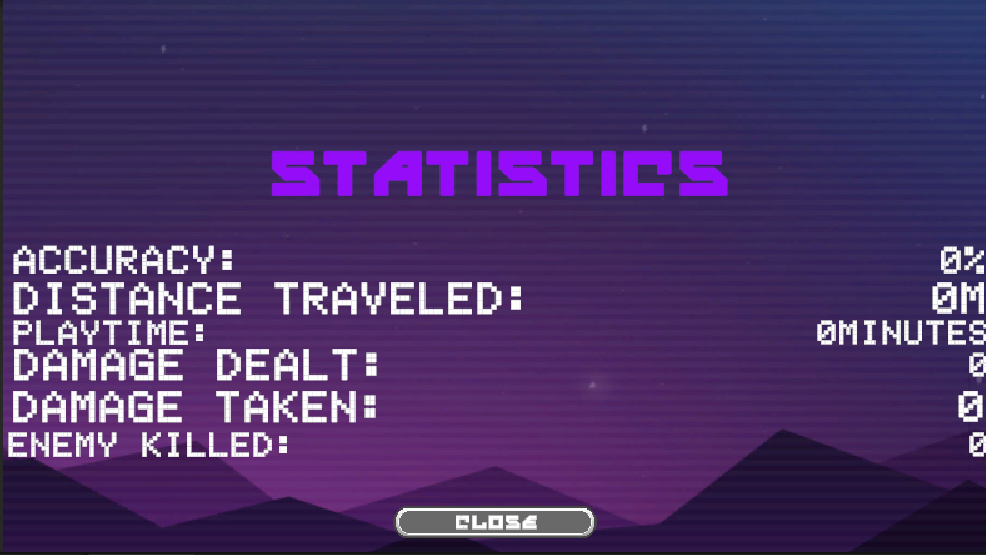 STATISTICS
ACCURACY: 0%
DISTANCE TRAVELED: 0M
PLAYTIME: 0MINUTES
DAMAGE DEALT: 0
DAMAGE TAKEN: 0
ENEMY KILLED: 0
CLOSE